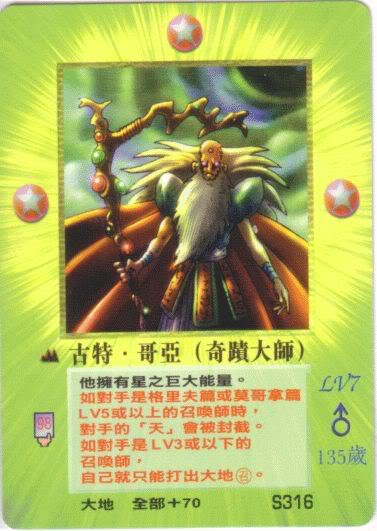 古特・哥亞（奇蹟大師）
他擁有星之巨大能量。
如對手是格里夫篇或莫哥拿篇
LV5或以上的召喚師時，
對手的「天」會被封截。
如對手是LV3或以下的
召喚師，
自己就只能打出大地㊁。
98
LV7
135歲
大地 全部+70
S316